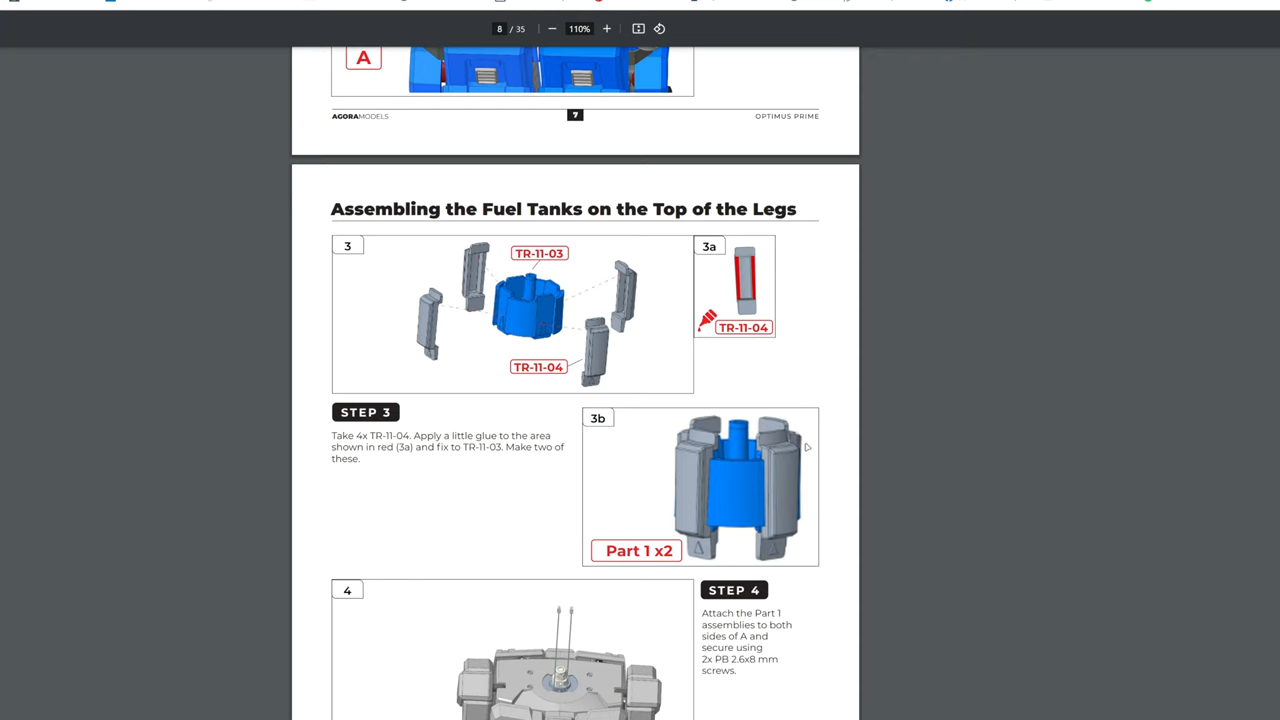 8 / 35
110%
A
AGORAMODELS
7
OPTIMUS PRIME
Assembling the Fuel Tanks on the Top of the Legs
3
TR-11-03
TR-11-04
3a
TR-11-04
STEP 3
Take 4x TR-11-04. Apply a little glue to the area
shown in red (3a) and fix to TR-11-03. Make two of
these.
3b
Part 1 x2
4
STEP 4
Attach the Part 1
assemblies to both
sides of A and
secure using
2x PB 2.6x8 mm
screws.